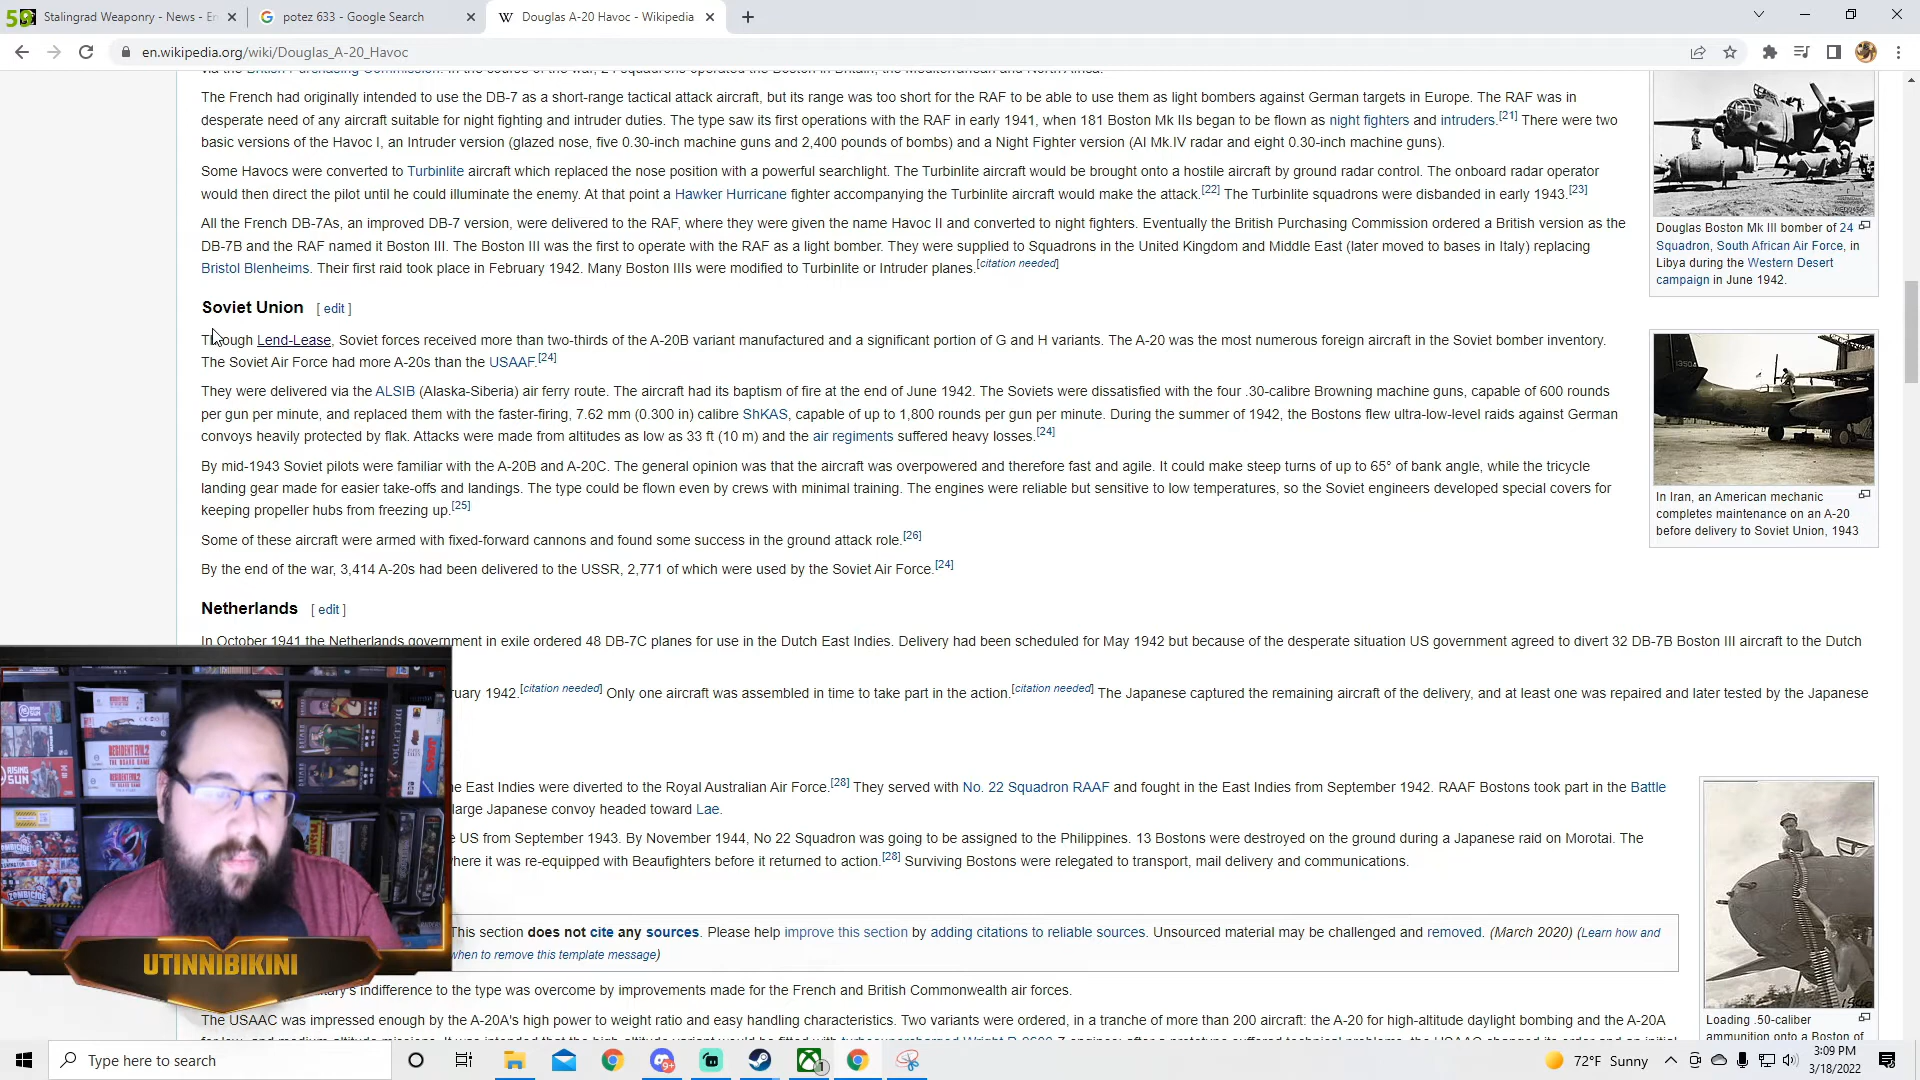 59
Stalingrad Weaponry - News - En
potez 633 - Google Search
Douglas A-20 Havoc - Wikipedia
en.wikipedia.org/wiki/Douglas_A-20_Havoc
The French had originally intended to use the DB-7 as a short-range tactical attack aircraft, but its range was too short for the RAF to be able to use them as light bombers against German targets in Europe. The RAF was in
desperate need of any aircraft suitable for night fighting and intruder duties. The type saw its first operations with the RAF in early 1941, when 181 Boston Mk IIs began to be flown as night fighters and intruders.[21] There were two
basic versions of the Havoc I, an Intruder version (glazed nose, five 0.30-inch machine guns and 2,400 pounds of bombs) and a Night Fighter version (AI Mk.IV radar and eight 0.30-inch machine guns).
Some Havocs were converted to Turbinlite aircraft which replaced the nose position with a powerful searchlight. The Turbinlite aircraft would be brought onto a hostile aircraft by ground radar control. The onboard radar operator
would then direct the pilot until he could illuminate the enemy. At that point a Hawker Hurricane fighter accompanying the Turbinlite aircraft would make the attack.[22] The Turbinlite squadrons were disbanded in early 1943.[23]
All the French DB-7As, an improved DB-7 version, were delivered to the RAF, where they were given the name Havoc II and converted to night fighters. Eventually the British Purchasing Commission ordered a British version as the
DB-7B and the RAF named it Boston III. The Boston III was the first to operate with the RAF as a light bomber. They were supplied to Squadrons in the United Kingdom and Middle East (later moved to bases in Italy) replacing
Bristol Blenheims. Their first raid took place in February 1942. Many Boston IIIs were modified to Turbinlite or Intruder planes.[citation needed]
Douglas Boston Mk III bomber of 24
Squadron, South African Air Force, in
Libya during the Western Desert
campaign in June 1942.
Soviet Union [ edit ]
Through Lend-Lease, Soviet forces received more than two-thirds of the A-20B variant manufactured and a significant portion of G and H variants. The A-20 was the most numerous foreign aircraft in the Soviet bomber inventory.
The Soviet Air Force had more A-20s than the USAAF.[24]
They were delivered via the ALSIB (Alaska-Siberia) air ferry route. The aircraft had its baptism of fire at the end of June 1942. The Soviets were dissatisfied with the four .30-calibre Browning machine guns, capable of 600 rounds
per gun per minute, and replaced them with the faster-firing, 7.62 mm (0.300 in) calibre ShKAS, capable of up to 1,800 rounds per gun per minute. During the summer of 1942, the Bostons flew ultra-low-level raids against German
convoys heavily protected by flak. Attacks were made from altitudes as low as 33 ft (10 m) and the air regiments suffered heavy losses.[24]
By mid-1943 Soviet pilots were familiar with the A-20B and A-20C. The general opinion was that the aircraft was overpowered and therefore fast and agile. It could make steep turns of up to 65° of bank angle, while the tricycle
landing gear made for easier take-offs and landings. The type could be flown even by crews with minimal training. The engines were reliable but sensitive to low temperatures, so the Soviet engineers developed special covers for
keeping propeller hubs from freezing up.[25]
Some of these aircraft were armed with fixed-forward cannons and found some success in the ground attack role.[26]
By the end of the war, 3,414 A-20s had been delivered to the USSR, 2,771 of which were used by the Soviet Air Force.[24]
In Iran, an American mechanic
completes maintenance on an A-20
before delivery to Soviet Union, 1943
Netherlands [ edit ]
In October 1941 the Netherlands government in exile ordered 48 DB-7C planes for use in the Dutch East Indies. Delivery had been scheduled for May 1942 but because of the desperate situation US government agreed to divert 32 DB-7B Boston III aircraft to the Dutch
ruary 1942.[citation needed] Only one aircraft was assembled in time to take part in the action.[citation needed] The Japanese captured the remaining aircraft of the delivery, and at least one was repaired and later tested by the Japanese
e East Indies were diverted to the Royal Australian Air Force.[28] They served with No. 22 Squadron RAAF and fought in the East Indies from September 1942. RAAF Bostons took part in the Battle
large Japanese convoy headed toward Lae.
e US from September 1943. By November 1944, No 22 Squadron was going to be assigned to the Philippines. 13 Bostons were destroyed on the ground during a Japanese raid on Morotai. The
where it was re-equipped with Beaufighters before it returned to action.[28] Surviving Bostons were relegated to transport, mail delivery and communications.
This section does not cite any sources. Please help improve this section by adding citations to reliable sources. Unsourced material may be challenged and removed. (March 2020) (Learn how and
when to remove this template message)
tary's indifference to the type was overcome by improvements made for the French and British Commonwealth air forces.
The USAAC was impressed enough by the A-20A's high power to weight ratio and easy handling characteristics. Two variants were ordered, in a tranche of more than 200 aircraft: the A-20 for high-altitude daylight bombing and the A-20A
Loading .50-caliber
ammunition onto a Boston of
RISING SUN
RESIDENT EVIL 2
THE BOARD GAME
RESIDENT EVIL 2
THE BOARD GAME
ZOMBICIDE
UTINNIBIKINI
Type here to search
9+
1
72°F Sunny
3:09 PM
3/18/2022